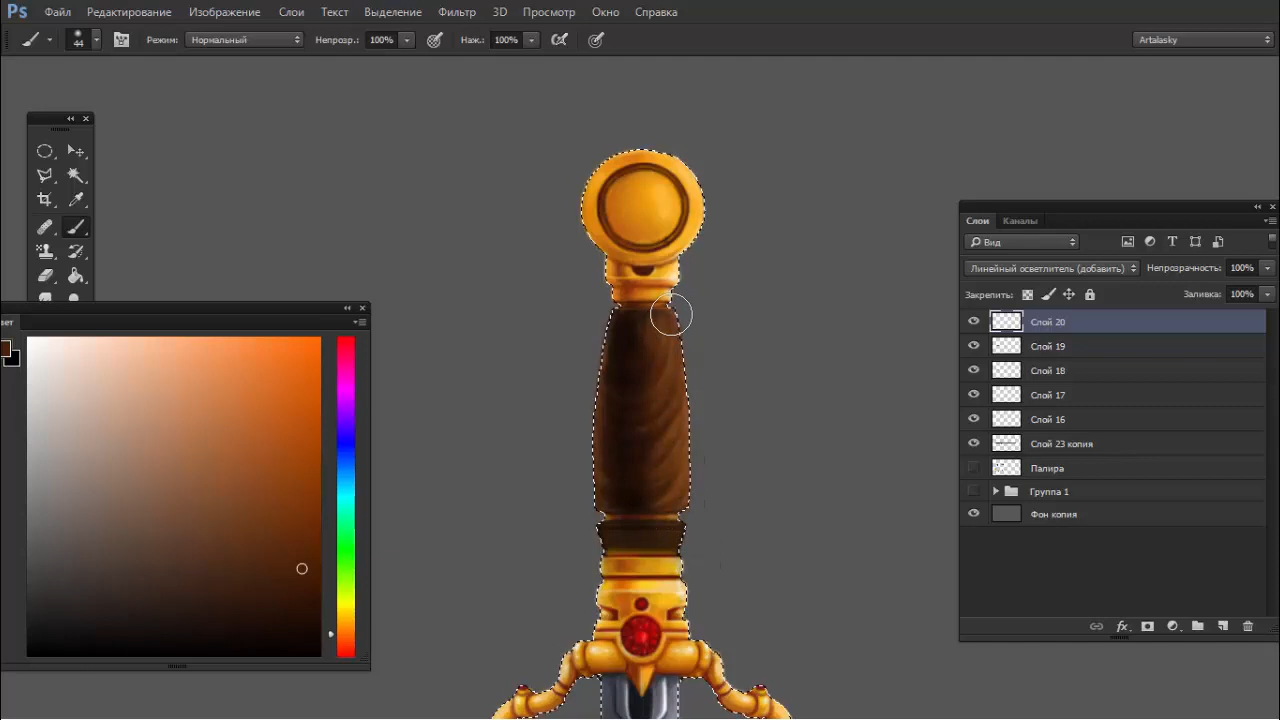 Ps Файл Редактирование Изображение Слои Текст Выделение Фильтр 3D Просмотр Окно Справка
44 Режим: Нормальный Непрозр.: 100% Наж.: 100% Artalasky
Слои Каналы
Вид
Линейный осветлитель (добавить) Непрозрачность: 100%
Закрепить: Заливка: 100%
Слой 20
Слой 19
Слой 18
Слой 17
Слой 16
Слой 23 копия
Палира
Группа 1
Фон копия
вет
fx